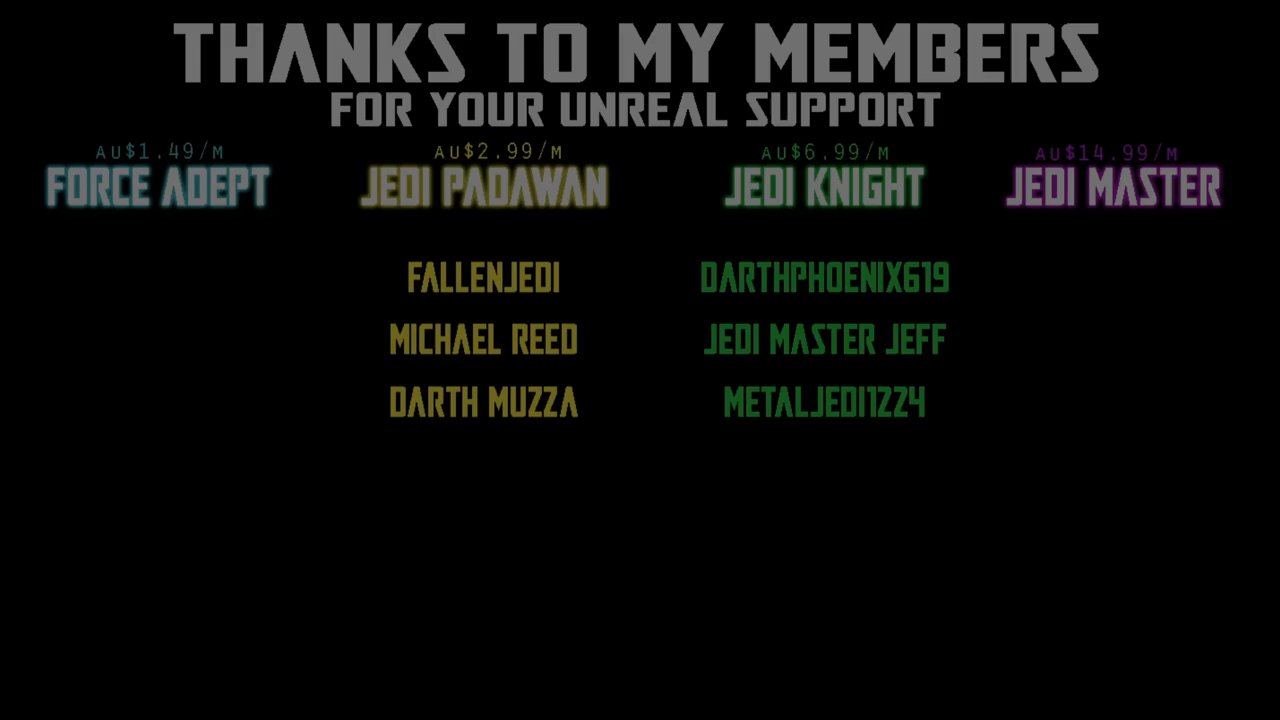 THANKS TO MY MEMBERS
FOR YOUR UNREAL SUPPORT
AU$1.49/M AU$2.99/M AU$6.99/M AU$14.99/M
FORCE ADEPT JEDI PADAWAN JEDI KNIGHT JEDI MASTER
FALLENJEDI DARTHPHOENIX619
MICHAEL REED JEDI MASTER JEFF
DARTH MUZZA METALJEDI1224